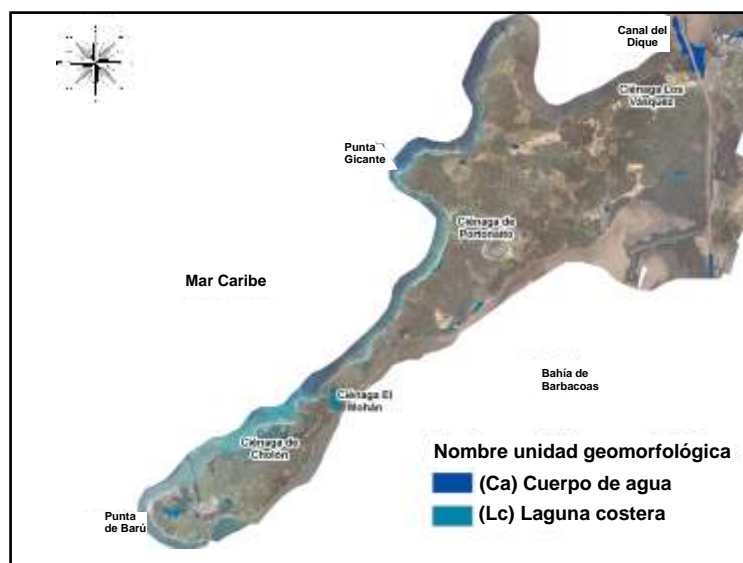 Canal del
Dique
Ciénaga Los
Vásquez
Punta
Gicante
Ciénaga de
Portonaito
Mar Caribe
Bahía de
Barbacoas
Ciénaga El
Mohán
Ciénaga de
Cholón
Nombre unidad geomorfológica
(Ca) Cuerpo de agua
(Lc) Laguna costera
Punta
de Barú